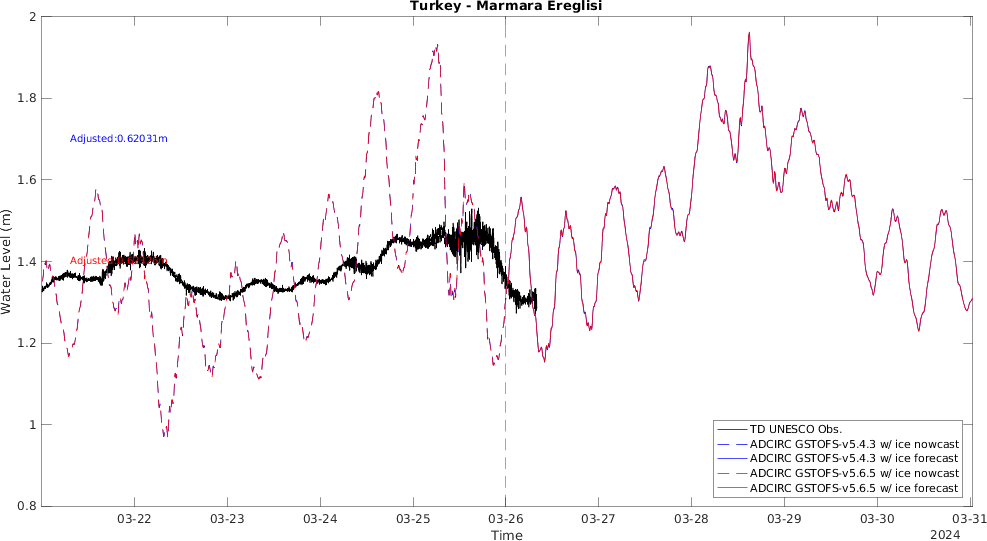 Turkey - Marmara Ereglisi
2
1.8
1.6
1.4
1.2
1
0.8
Water Level (m)
Adjusted:0.62031m
Adjusted
03-22
03-23
03-24
03-25
03-26
03-27
03-28
03-29
03-30
03-31
Time
2024
TD UNESCO Obs.
ADCIRC GSTOFS-v5.4.3 w/ ice nowcast
ADCIRC GSTOFS-v5.4.3 w/ ice forecast
ADCIRC GSTOFS-v5.6.5 w/ ice nowcast
ADCIRC GSTOFS-v5.6.5 w/ ice forecast